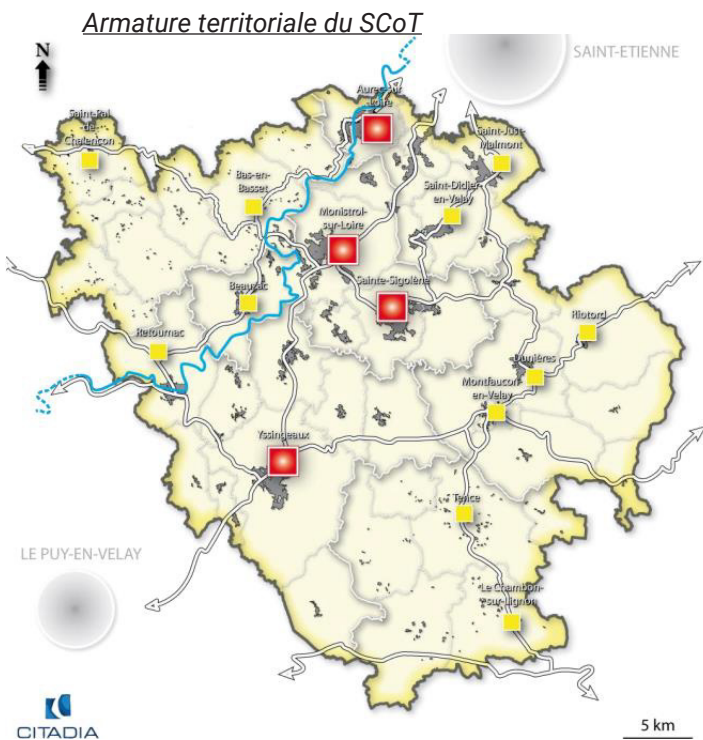 Armature territoriale du SCoT
N
SAINT-ETIENNE
Aurec-sur
Loire
Saint-Pal
de
Chalencon
Saint-Just
Malmont
Bas-en
Basset
Saint-Didier
en-Velay
Monistrol
sur-Loire
Beauzac
Sainte-Sigolène
Riotord
Retournac
Dunières
Montfaucon
en-Velay
Yssingeaux
Tence
LE PUY-EN-VELAY
Le Chambon-
sur-Lignon
CITADIA
5 km